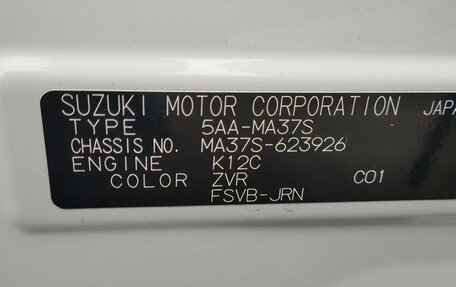 SUZUKI MOTOR CORPORATION JAPA
TYPE 5AA-MA37S
CHASSIS NO. MA37S-623926
ENGINE K12C
COLOR ZVR C01
FSVB-JRN